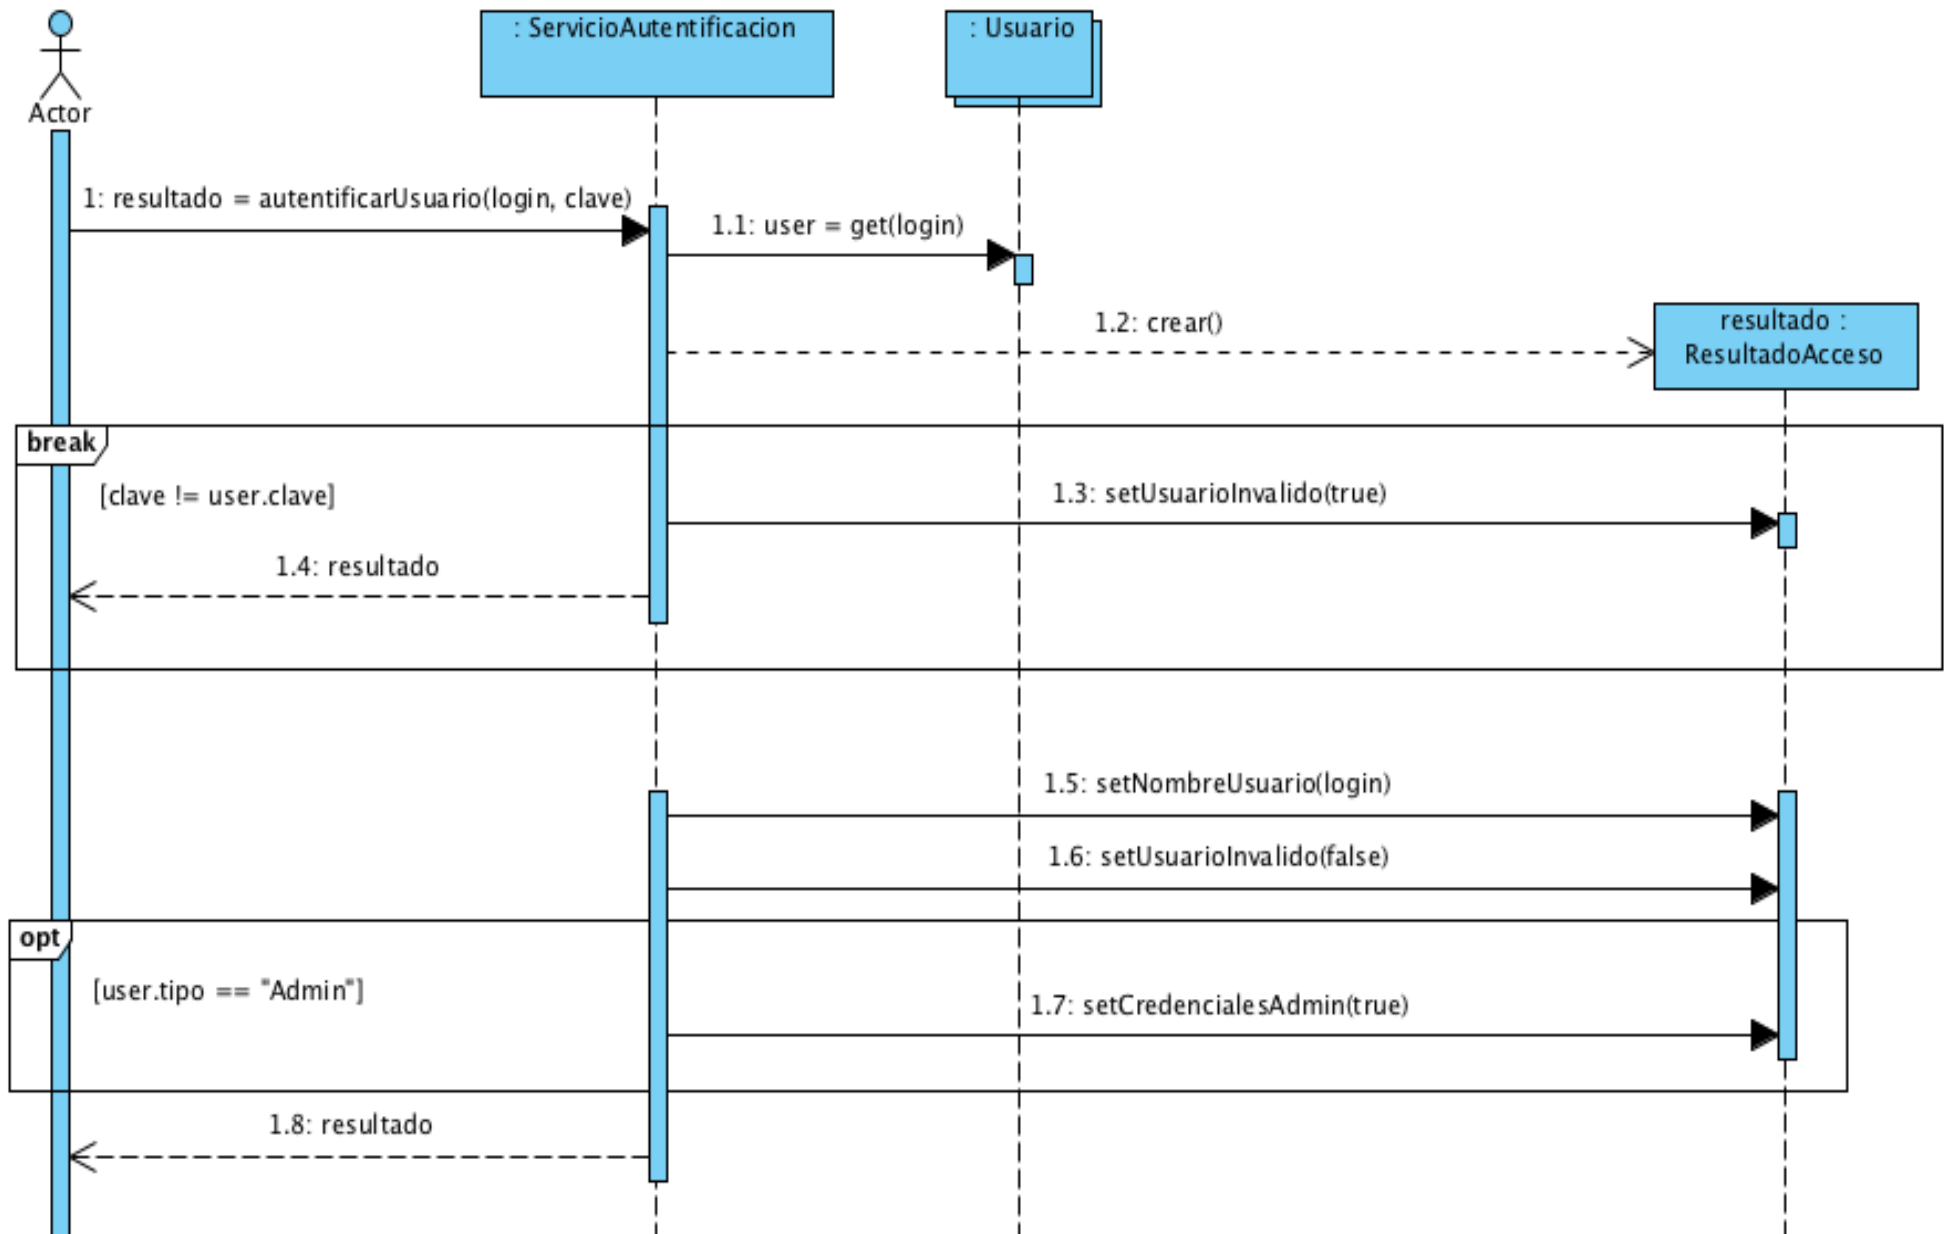 : ServicioAutentificacion
: Usuario
Actor
1: resultado = autentificarUsuario(login, clave)
1.1: user = get(login)
1.2: crear()
resultado :
ResultadoAcceso
break
[clave != user.clave]
1.3: setUsuarioInvalido(true)
1.4: resultado
1.5: setNombreUsuario(login)
1.6: setUsuarioInvalido(false)
opt
[user.tipo == "Admin"]
1.7: setCredencialesAdmin(true)
1.8: resultado